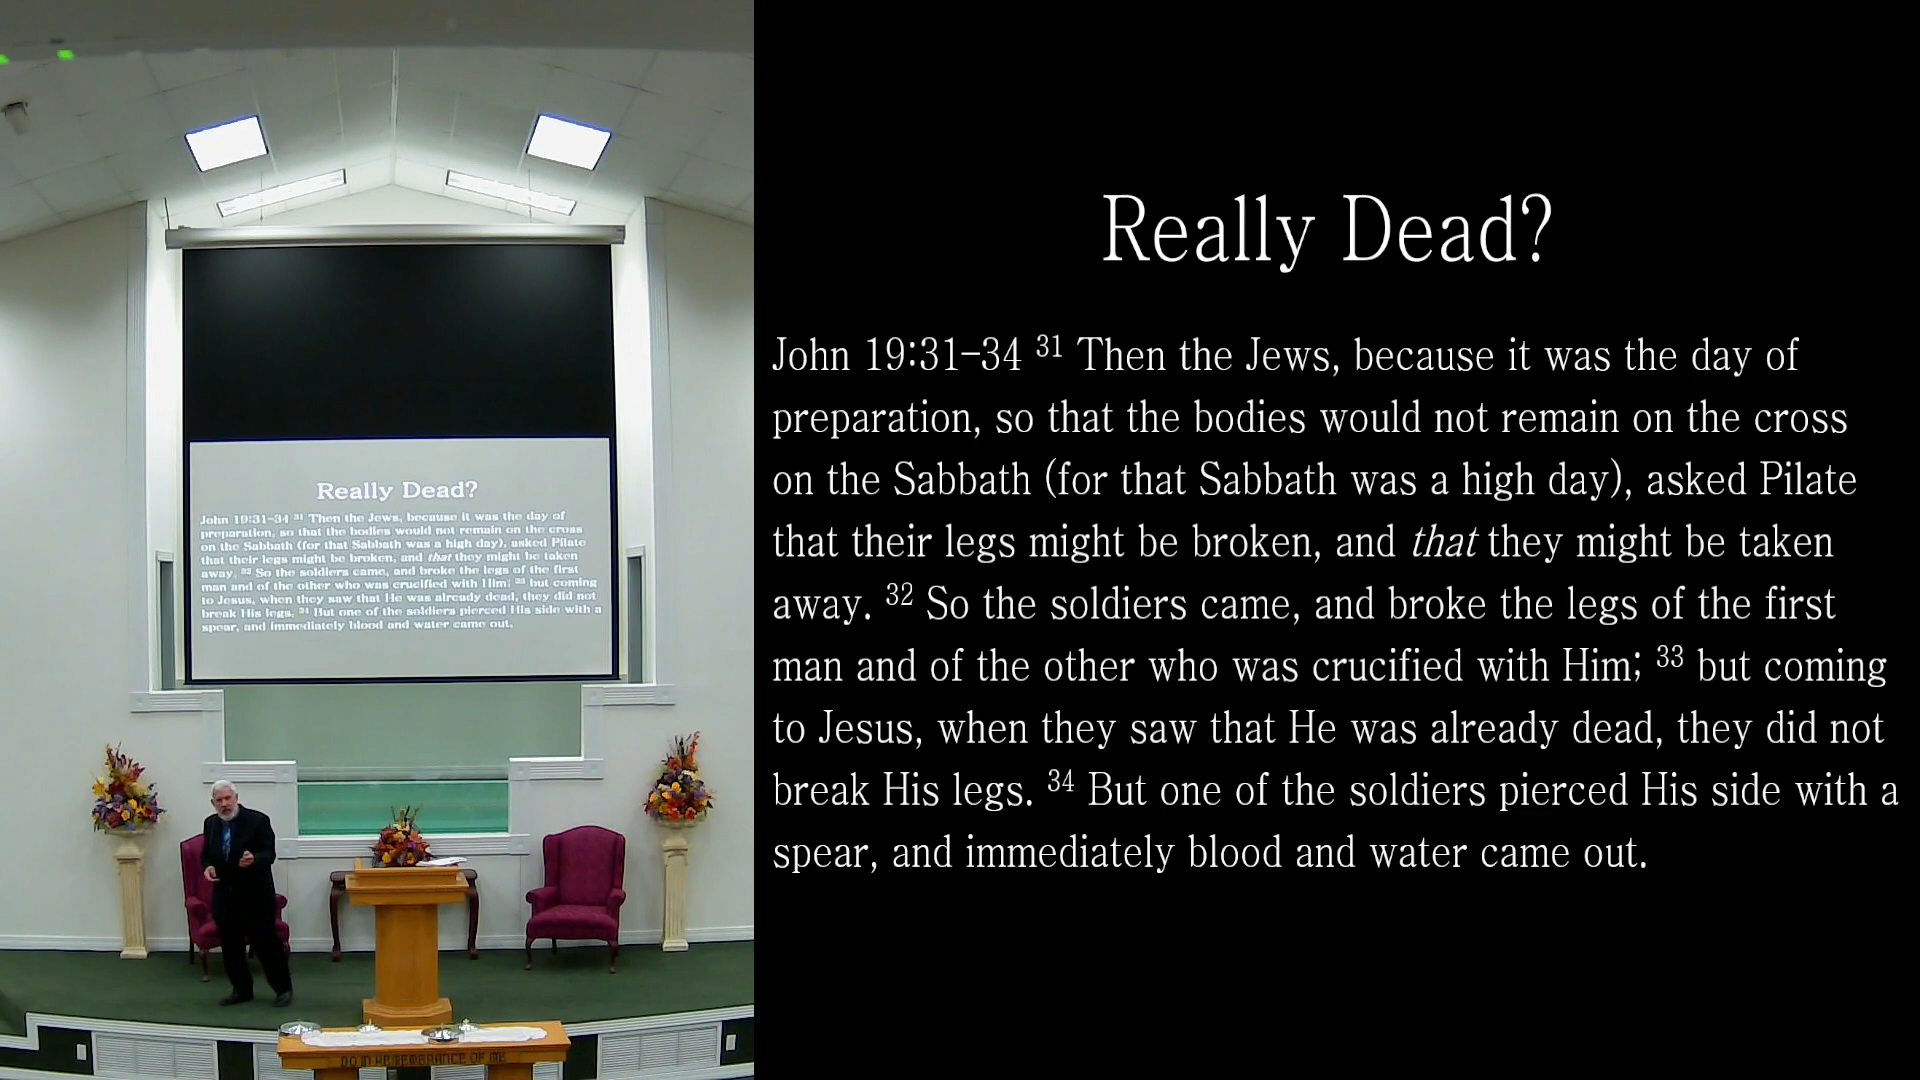 Really Dead?
John 19:31–34 31 Then the Jews, because it was the day of
preparation, so that the bodies would not remain on the cross
on the Sabbath (for that Sabbath was a high day), asked Pilate
that their legs might be broken, and that they might be taken
away. 32 So the soldiers came, and broke the legs of the first
man and of the other who was crucified with Him; 33 but coming
to Jesus, when they saw that He was already dead, they did not
break His legs. 34 But one of the soldiers pierced His side with a
spear, and immediately blood and water came out.
Really Dead?
John 19:31–34 31 Then the Jews, because it was the day of
preparation, so that the bodies would not remain on the cross
on the Sabbath (for that Sabbath was a high day), asked Pilate
that their legs might be broken, and that they might be taken
away. 32 So the soldiers came, and broke the legs of the first
man and of the other who was crucified with Him; 33 but coming
to Jesus, when they saw that He was already dead, they did not
break His legs. 34 But one of the soldiers pierced His side with a
spear, and immediately blood and water came out.
DO IN REMEMBRANCE OF ME